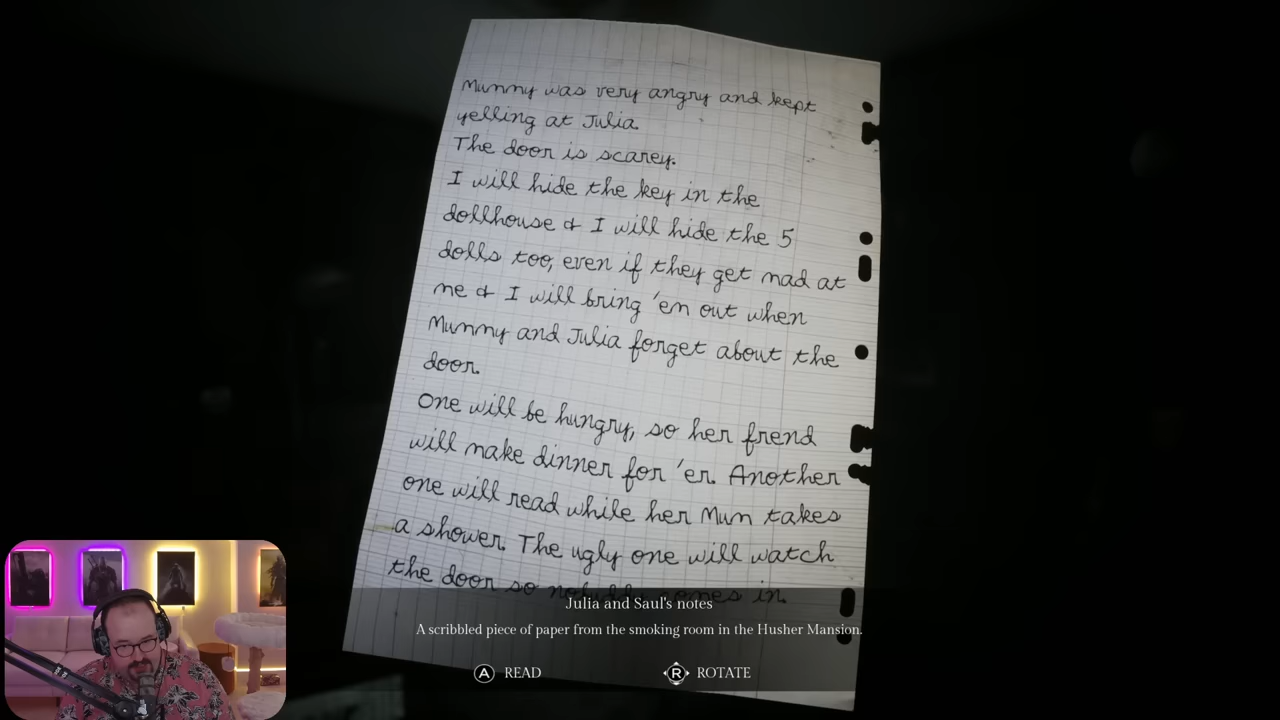 Mummy was very angry and kept
yelling at Julia.
The door is scarey.
I will hide the key in the
dollhouse & I will hide the 5
dolls too, even if they get mad at
me & I will bring 'em out when
Mummy and Julia forget about the
door.
One will be hungry, so her frend
will make dinner for 'er. Another
one will read while her Mum takes
a shower. The ugly one will watch
the door so in.
Julia and Saul's notes
A scribbled piece of paper from the smoking room in the Husher Mansion.
A READ
R ROTATE